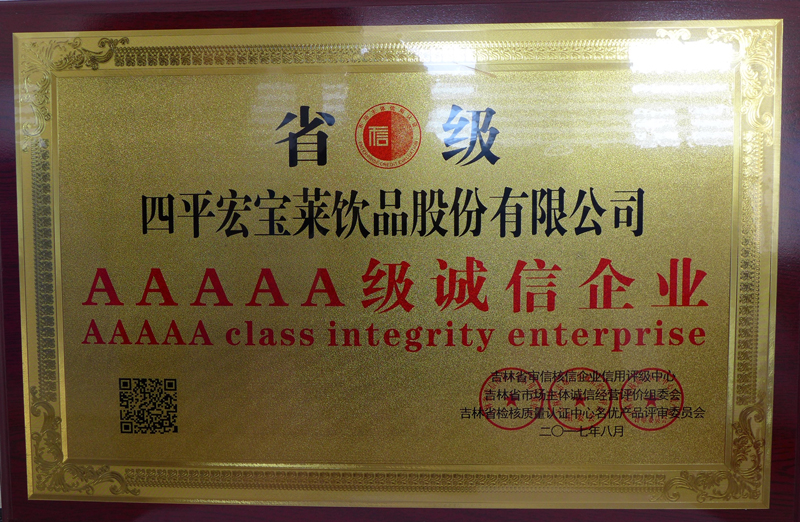 省 信 级
四平宏宝莱饮品股份有限公司
AAAAA级诚信企业
AAAAA class integrity enterprise
吉林省审信核信企业信用评级中心
吉林省市场主体诚信经营评价组委会
吉林省检核质量认证中心名优产品评审委员会
二〇一七年八月